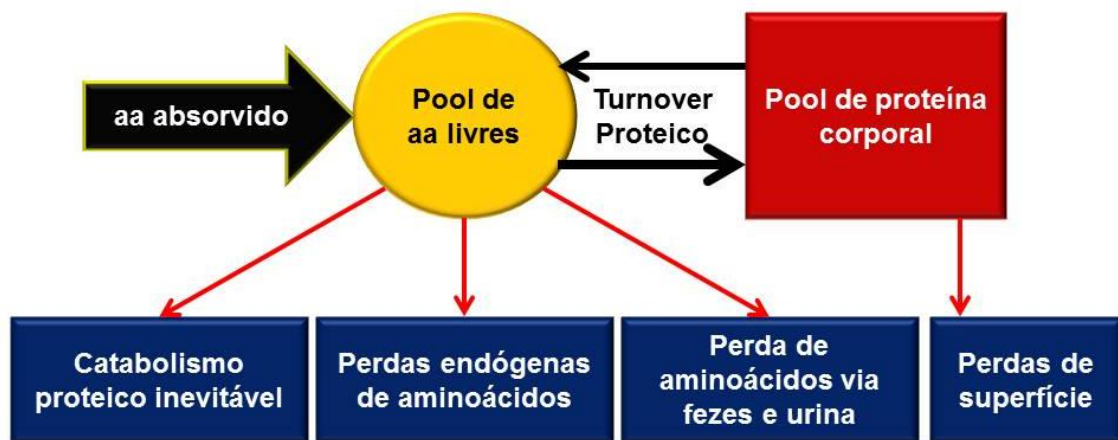 aa absorvido
Pool de
aa livres
Turnover
Proteico
Pool de proteína
corporal
Catabolismo
proteico inevitável
Perdas endógenas
de aminoácidos
Perda de
aminoácidos via
fezes e urina
Perdas de
superfície